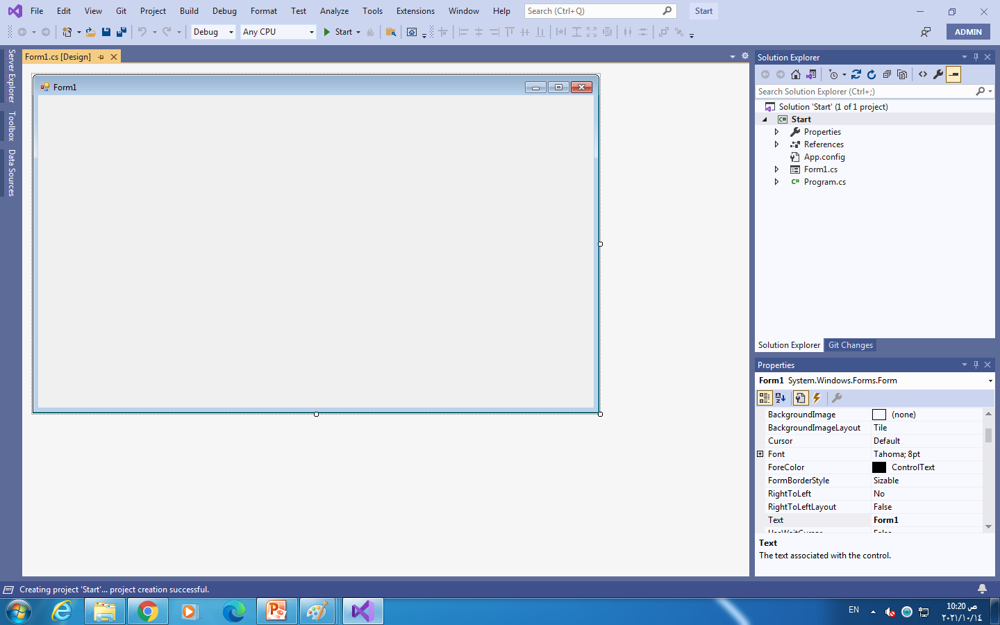 File Edit View Git Project Build Debug Format Test Analyze Tools Extensions Window Help Search (Ctrl+Q) Start
Debug Any CPU Start ADMIN
Server Explorer
Toolbox
Data Sources
Form1.cs [Design]
Form1
Solution Explorer
Search Solution Explorer (Ctrl+;)
Solution 'Start' (1 of 1 project)
C# Start
Properties
References
App.config
Form1.cs
C# Program.cs
Solution Explorer Git Changes
Properties
Form1 System.Windows.Forms.Form
BackgroundImage (none)
BackgroundImageLayout Tile
Cursor Default
Font Tahoma; 8pt
ForeColor ControlText
FormBorderStyle Sizable
RightToLeft No
RightToLeftLayout False
Text Form1
UseWaitCursor False
Text
The text associated with the control.
Creating project 'Start'... project creation successful.
EN
10:20 ص
٢٠٢١/١٠/١٤